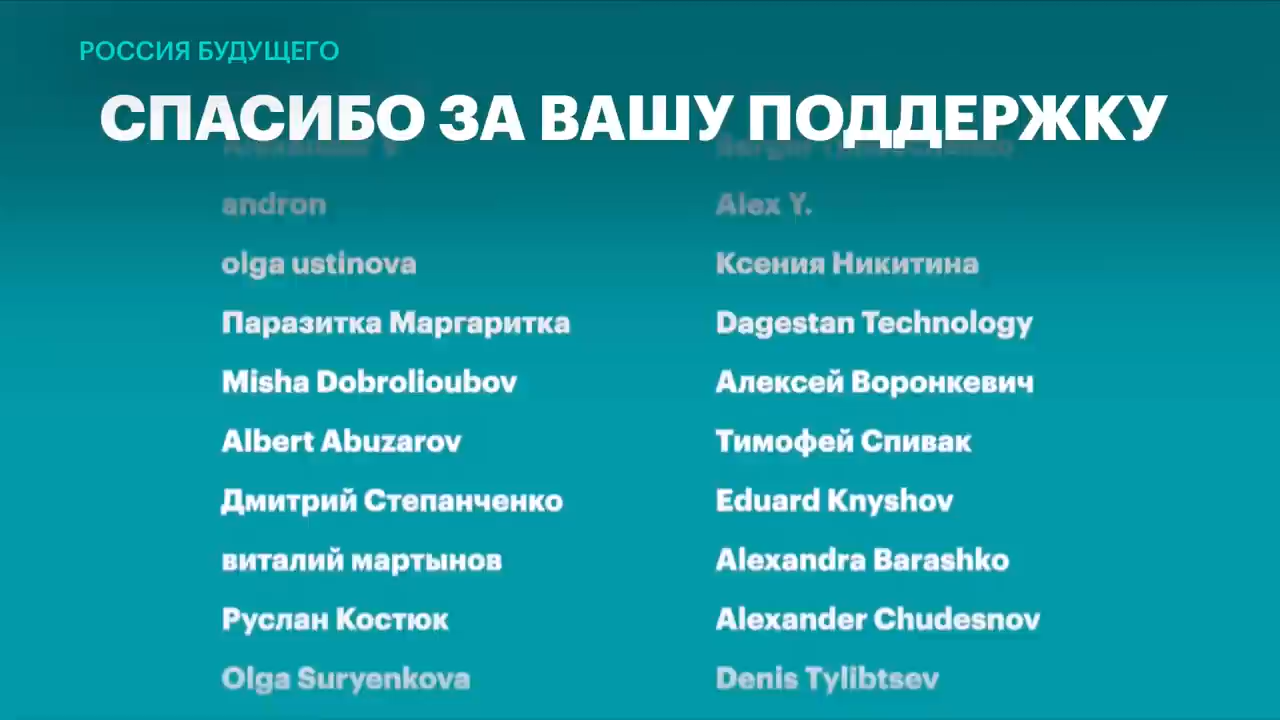 РОССИЯ БУДУЩЕГО
СПАСИБО ЗА ВАШУ ПОДДЕРЖКУ
andron
Alex Y.
olga ustinova
Ксения Никитина
Паразитка Маргаритка
Dagestan Technology
Misha Dobrolioubov
Алексей Воронкевич
Albert Abuzarov
Тимофей Спивак
Дмитрий Степанченко
Eduard Knyshov
виталий мартынов
Alexandra Barashko
Руслан Костюк
Alexander Chudesnov
Olga Suryenkova
Denis Tylibtsev